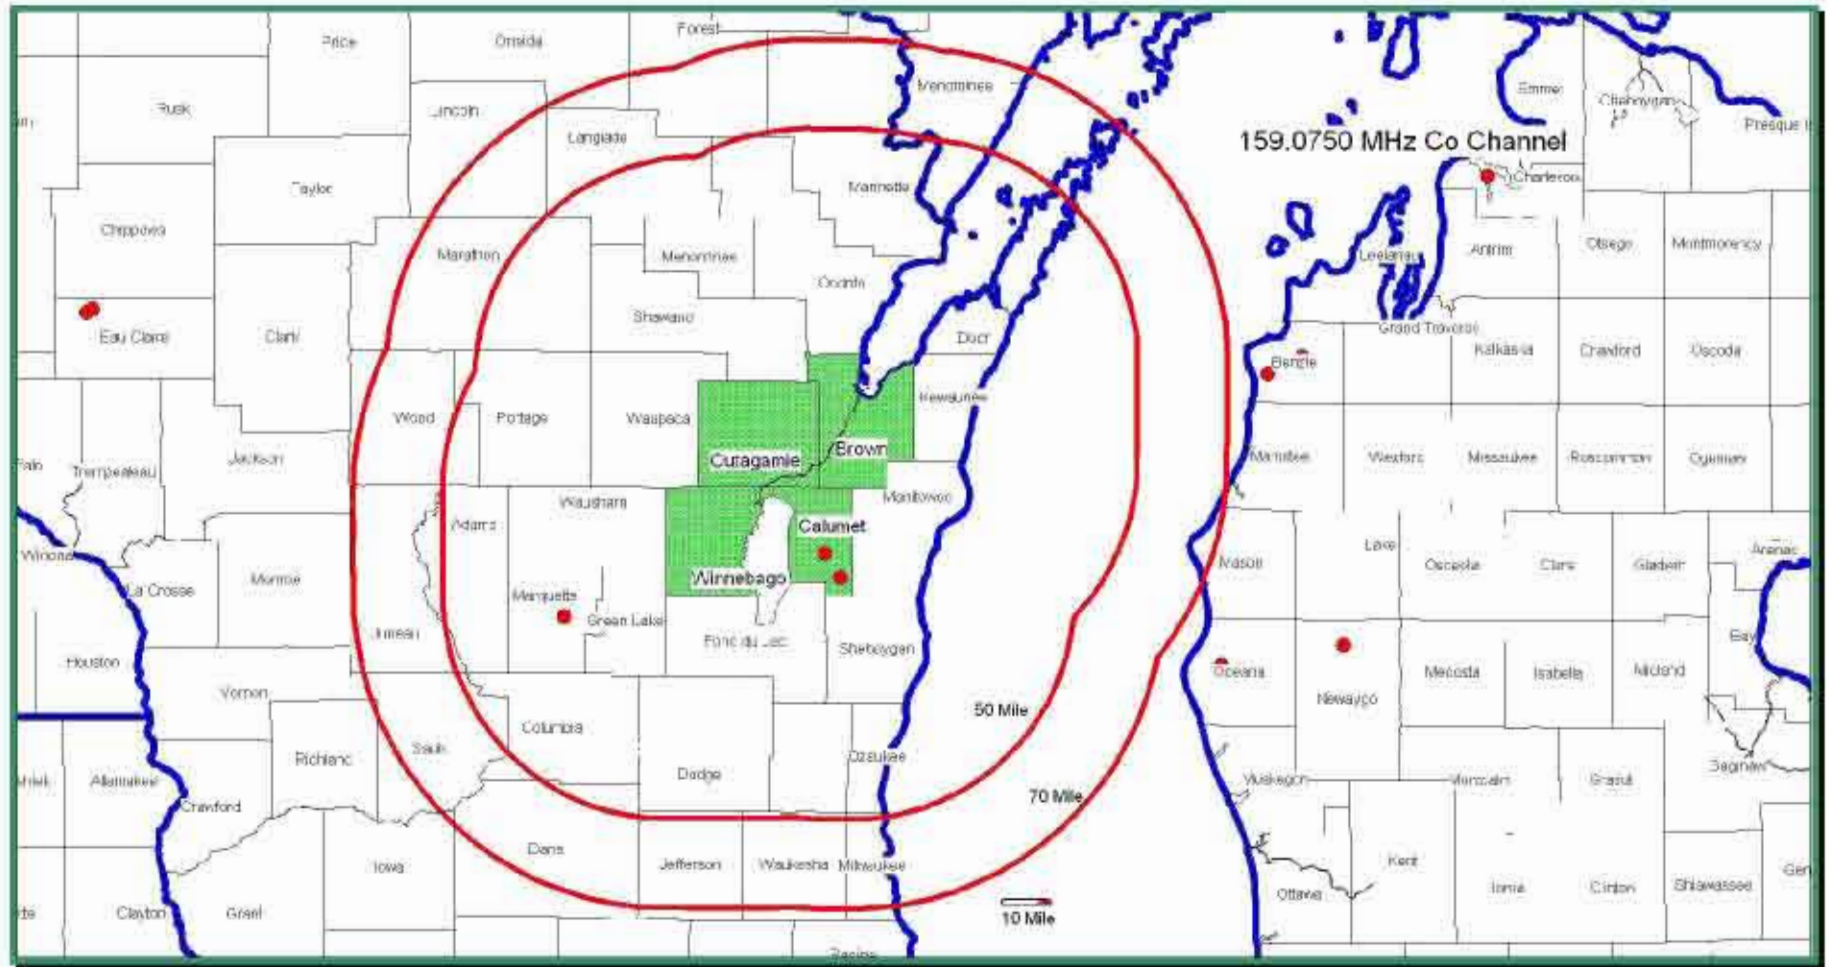 Price
Oneida
Forest
Rusk
Lincoln
Langlade
Menominee
Emmet
Cheboygan
Presque I
159.0750 MHz Co Channel
Taylor
Marinette
Charlevoix
Chippewa
Marathon
Menominee
Oconto
Leelanau
Antrim
Otsego
Montmorency
Eau Claire
Clark
Shawano
Door
Grand Traverse
Kalkaska
Crawford
Oscoda
Benzie
Wood
Portage
Waupaca
Kewaunee
Outagamie
Brown
Trempealeau
Jackson
Manistee
Wexford
Missaukee
Roscommon
Ogemaw
Adams
Waushara
Manitowoc
Calumet
Winona
La Crosse
Monroe
Marquette
Green Lake
Winnebago
Mason
Lake
Osceola
Clare
Gladwin
Arenac
Juneau
Fond du Lac
Sheboygan
Houston
Vernon
Oceana
Newaygo
Mecosta
Isabella
Midland
Bay
50 Mile
Columbia
Sauk
Richland
Dodge
Ozaukee
Allamakee
Crawford
70 Mile
Muskegon
Montcalm
Gratiot
Saginaw
Iowa
Dane
Jefferson
Waukesha
Milwaukee
Kent
Ottawa
Ionia
Clinton
Shiawassee
Gen
Clayton
Grant
10 Mile
Racine